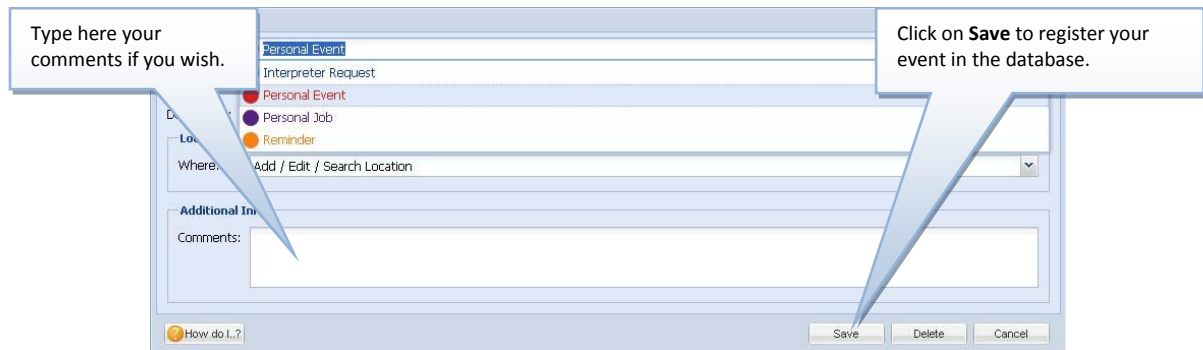 Type here your
comments if you wish.
Click on Save to register your
event in the database.
Personal Event
Interpreter Request
Personal Event
Personal Job
Reminder
Where:
Add / Edit / Search Location
Additional
Comments:
How do I..?
Save
Delete
Cancel